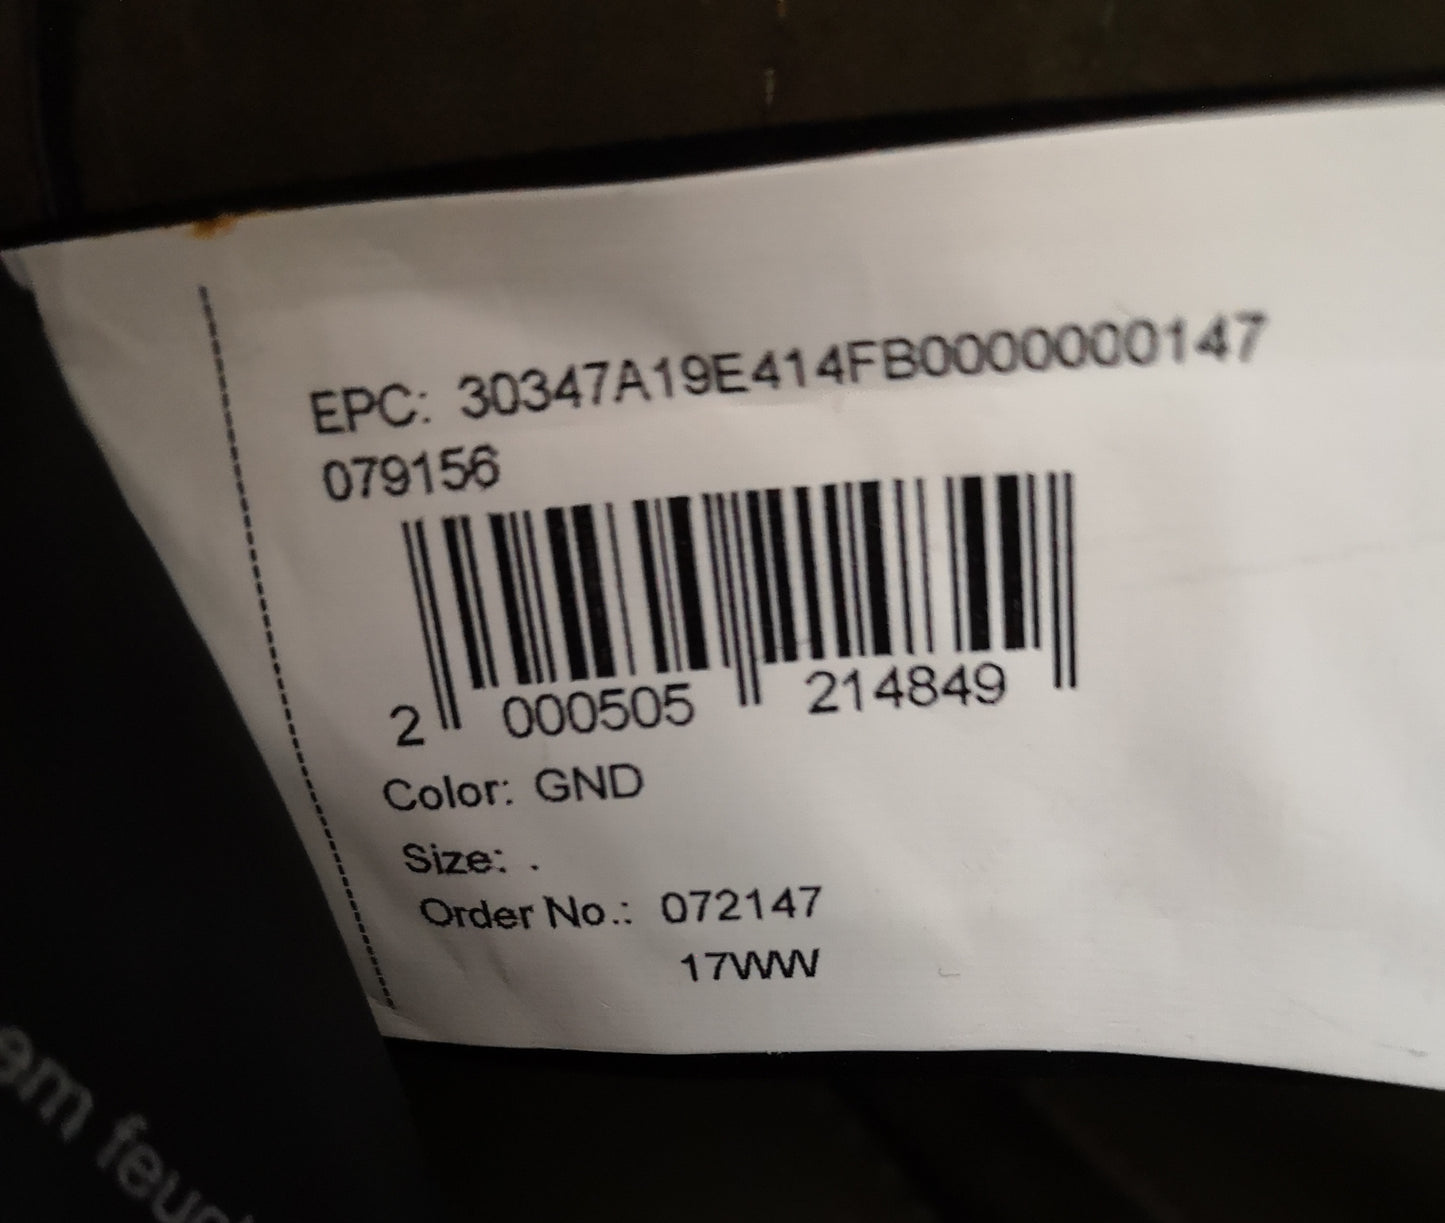 EPC: 30347A19E414FB0000000147
079156
2 000505 214849
Color: GND
Size: .
Order No.: 072147
17WW